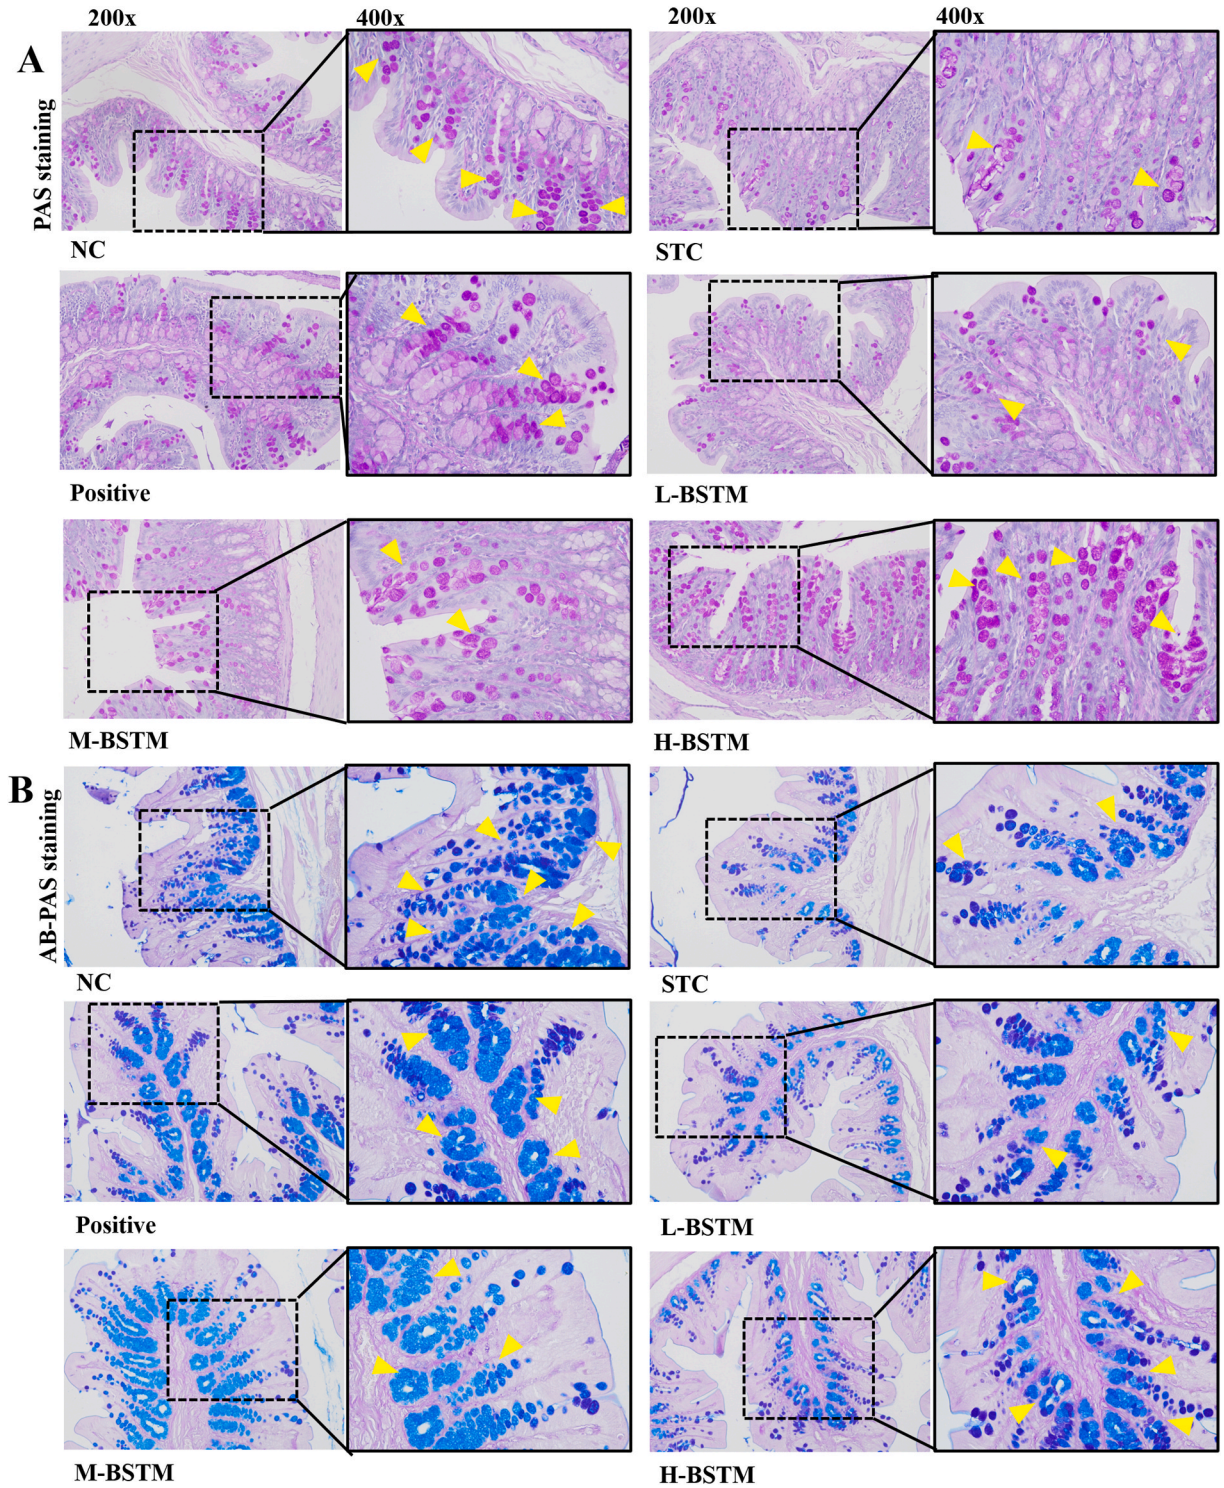 200x 400x 200x 400x
A
PAS staining
NC STC
Positive L-BSTM
M-BSTM H-BSTM
B
AB-PAS staining
NC STC
Positive L-BSTM
M-BSTM H-BSTM